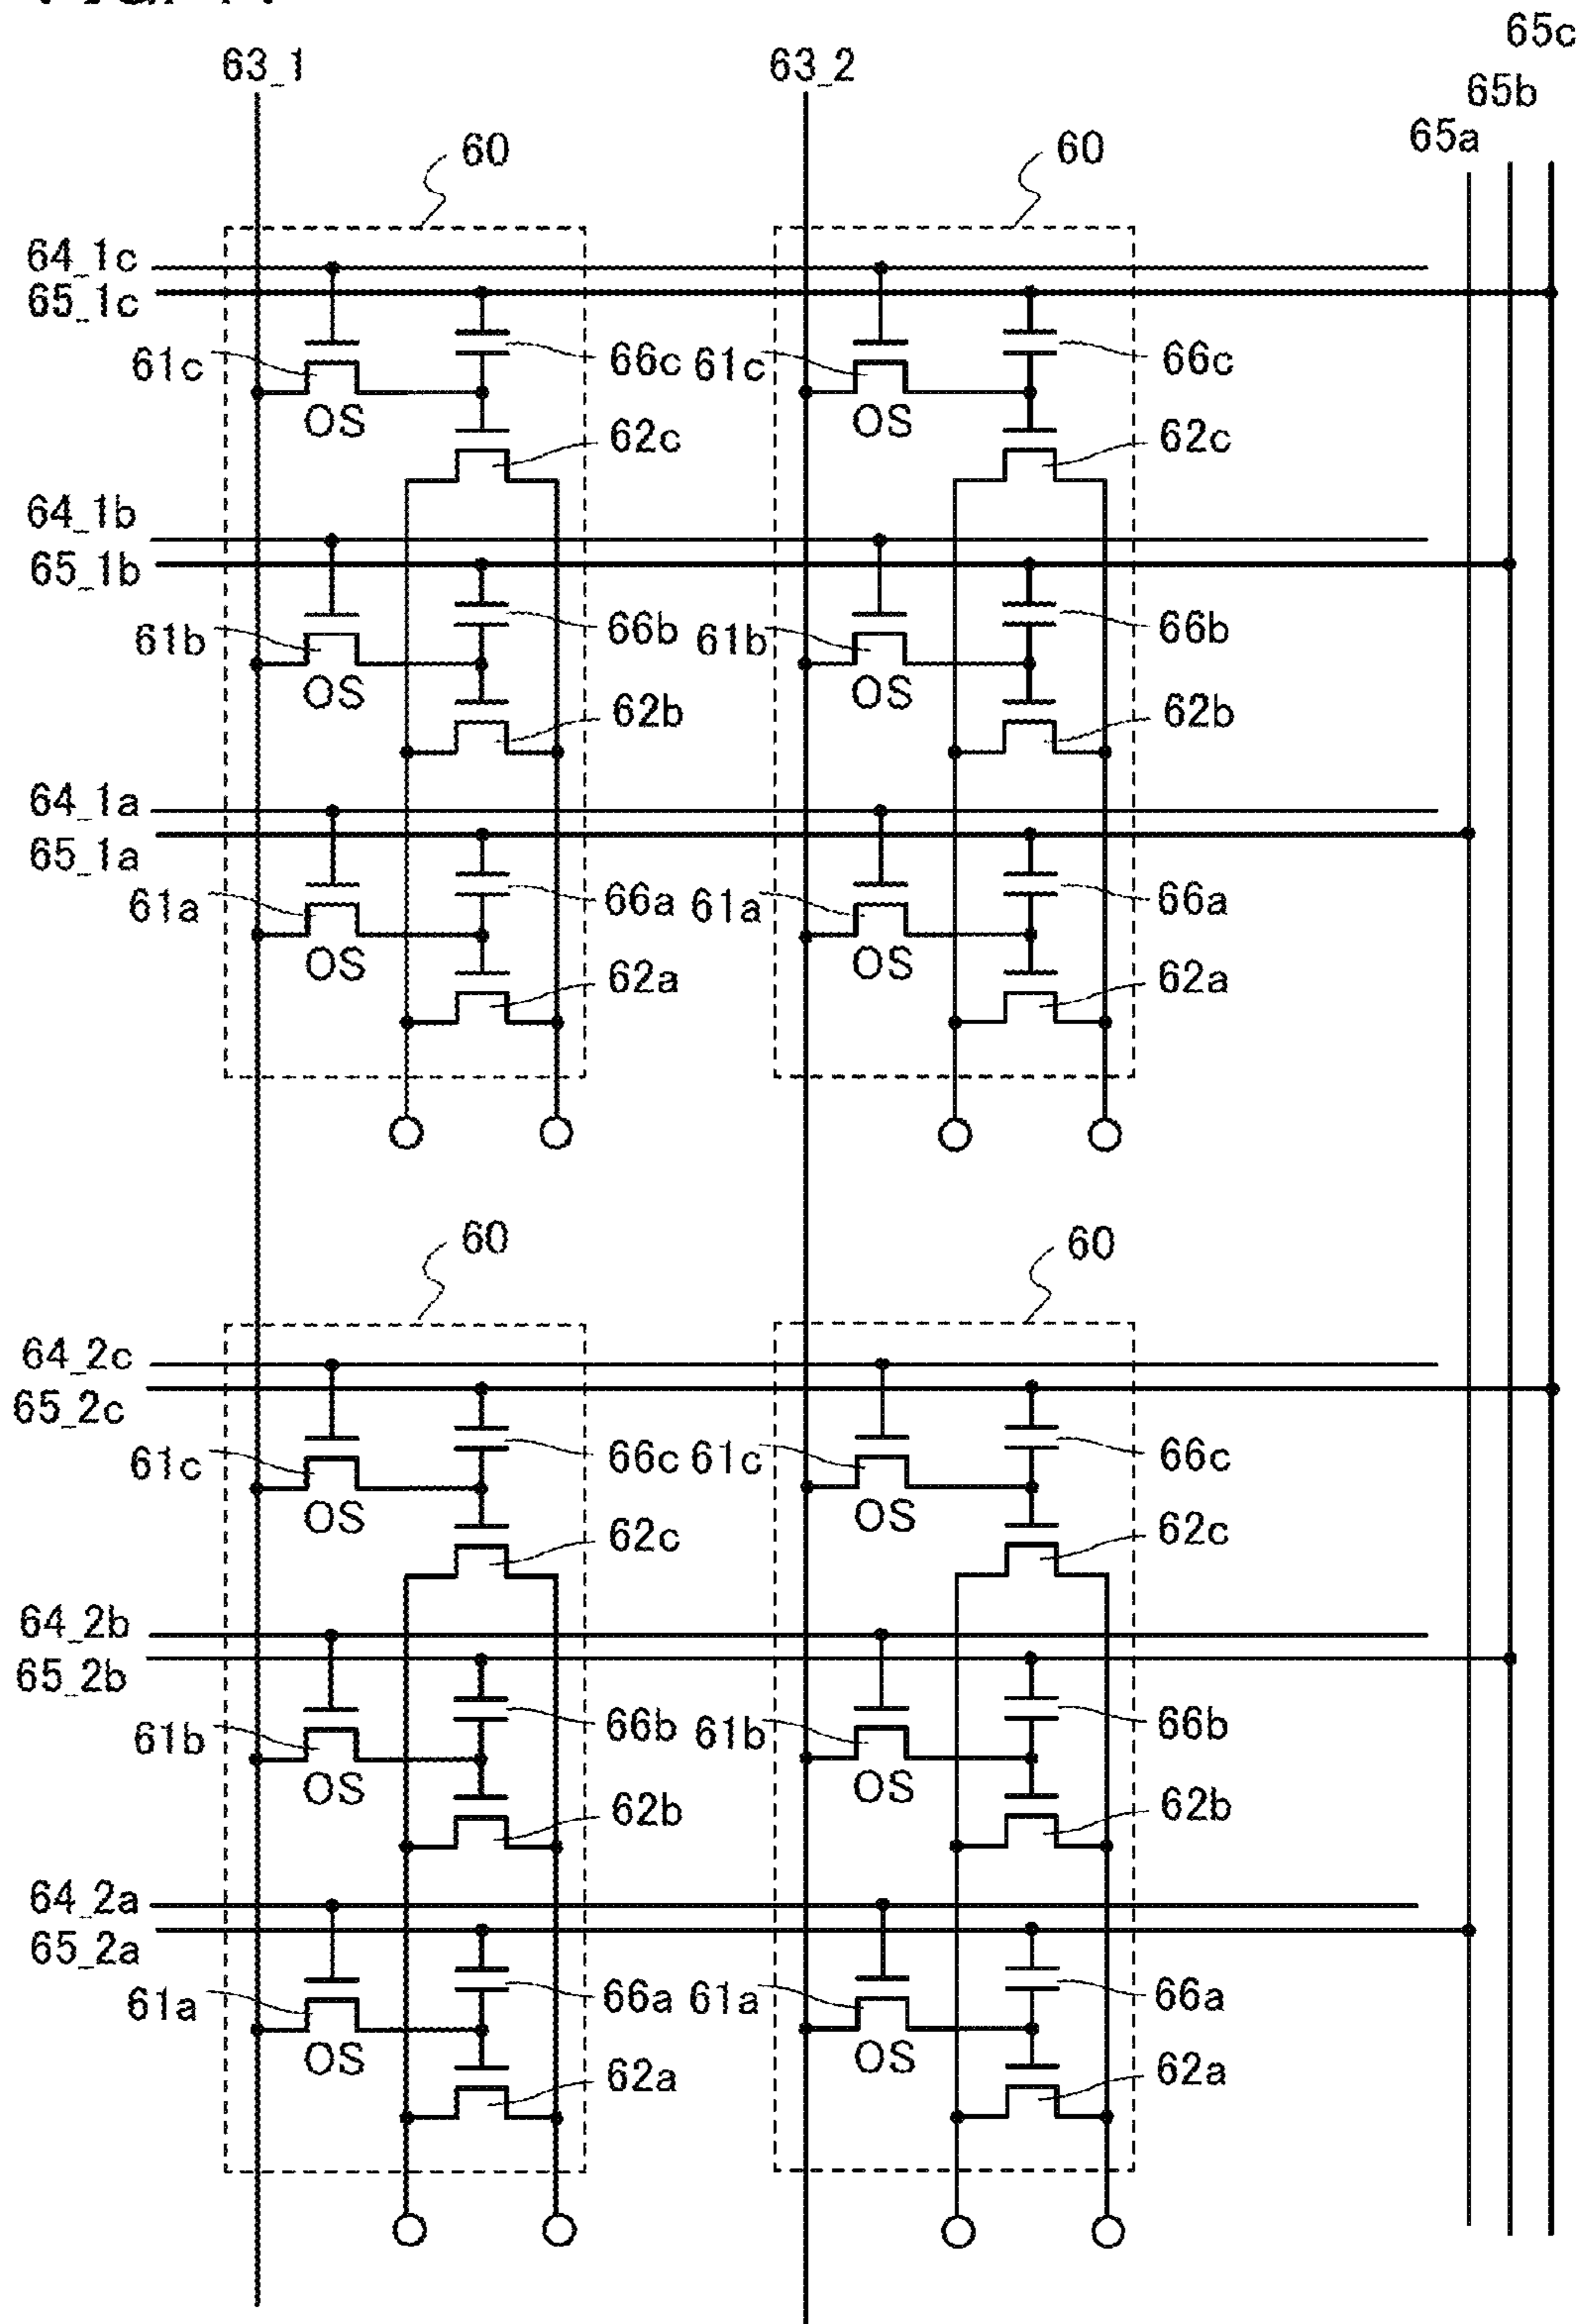 65c
63_1 63_2 65b
65a
60 60
64_1c
65_1c
61c 66c 61c 66c
OS OS
62c 62c
64_1b
65_1b
61b 66b 61b 66b
OS OS
62b 62b
64_1a
65_1a
61a 66a 61a 66a
OS OS
62a 62a
60 60
64_2c
65_2c
61c 66c 61c 66c
OS OS
62c 62c
64_2b
65_2b
61b 66b 61b 66b
OS OS
62b 62b
64_2a
65_2a
61a 66a 61a 66a
OS OS
62a 62a